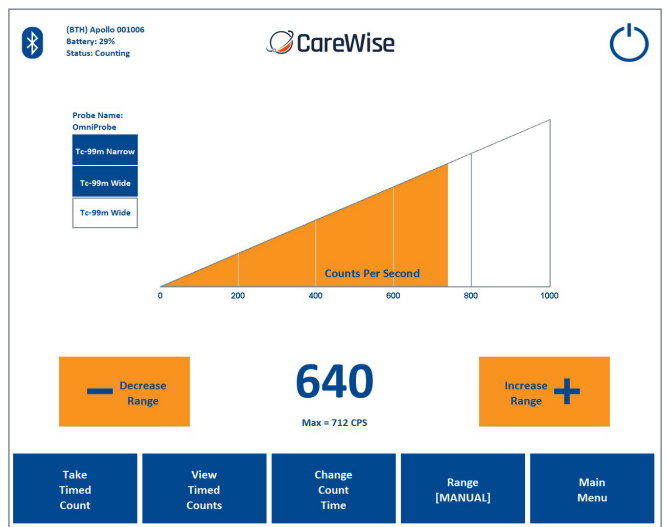 (BTH) Apollo 001006
Battery: 29%
Status: Counting
CareWise
Probe Name:
OmniProbe
Tc-99m Narrow
Tc-99m Wide
Tc-99m Wide
Counts Per Second
0 200 400 600 800 1000
Decrease
Range
640
Max = 712 CPS
Increase
Range
Take
Timed
Count
View
Timed
Counts
Change
Count
Time
Range
[MANUAL]
Main
Menu